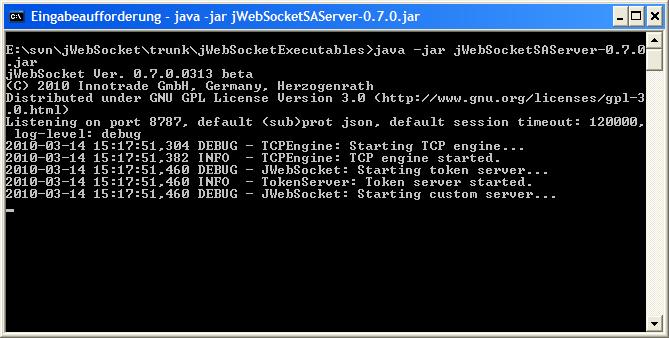 Eingabeaufforderung - java -jar jWebSocketSAServer-0.7.0.jar
E:\svn\jWebSocket\trunk\jWebSocketExecutables>java -jar jWebSocketSAServer-0.7.0
.jar
jWebSocket Ver. 0.7.0.0313 beta
(C) 2010 Innotrade GmbH, Germany, Herzogenrath
Distributed under GNU GPL License Version 3.0 (http://www.gnu.org/licenses/gpl-3
.0.html)
Listening on port 8787, default (sub)prot json, default session timeout: 120000,
 log-level: debug
2010-03-14 15:17:51,304 DEBUG - TCPEngine: Starting TCP engine...
2010-03-14 15:17:51,382 INFO  - TCPEngine: TCP engine started.
2010-03-14 15:17:51,460 DEBUG - JWebSocket: Starting token server...
2010-03-14 15:17:51,460 INFO  - TokenServer: Token server started.
2010-03-14 15:17:51,460 DEBUG - JWebSocket: Starting custom server...